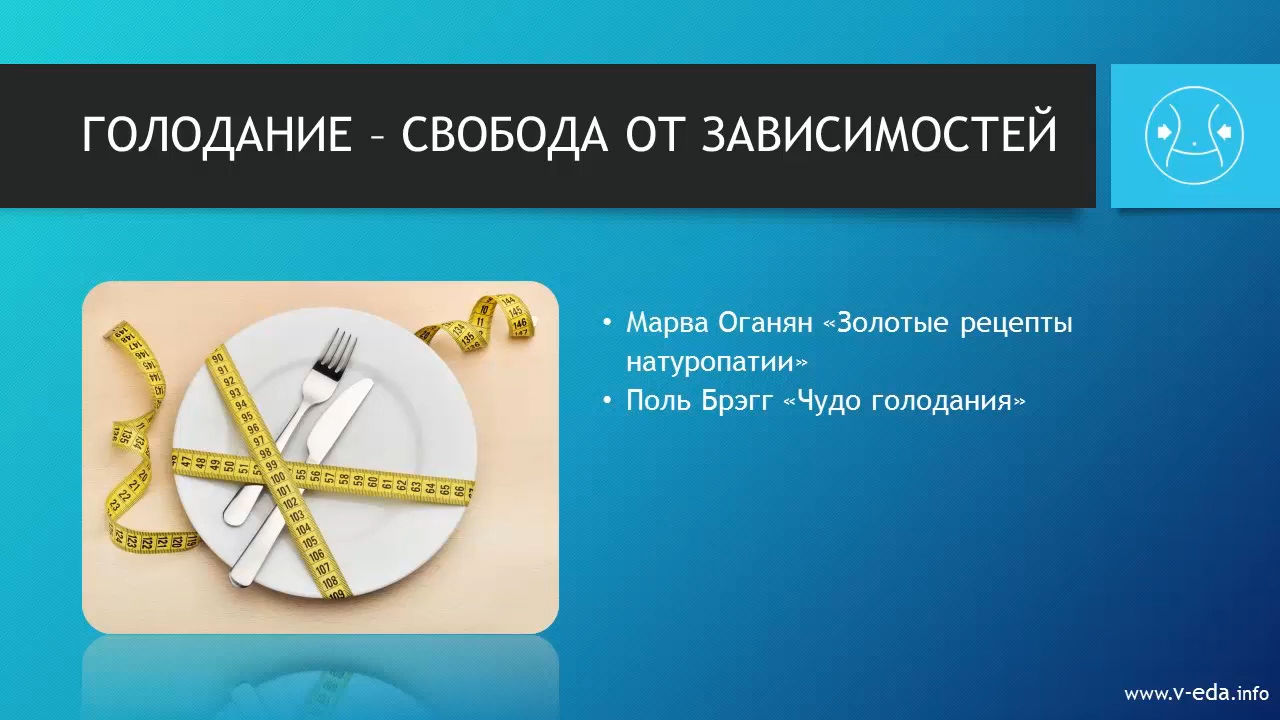 ГОЛОДАНИЕ – СВОБОДА ОТ ЗАВИСИМОСТЕЙ
• Марва Оганян «Золотые рецепты
натуропатии»
• Поль Брэгг «Чудо голодания»
www.v-eda.info